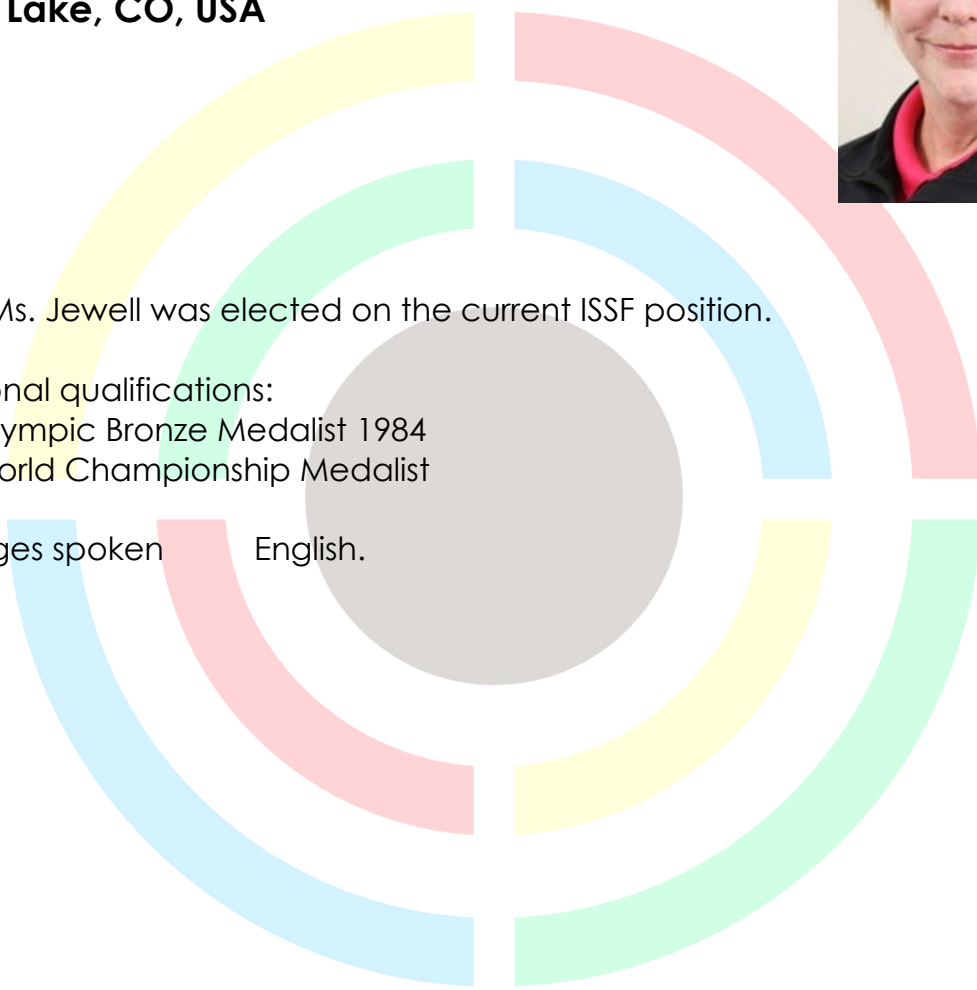 Lake, CO, USA
Ms. Jewell was elected on the current ISSF position.
onal qualifications:
ympic Bronze Medalist 1984
orld Championship Medalist
ges spoken English.